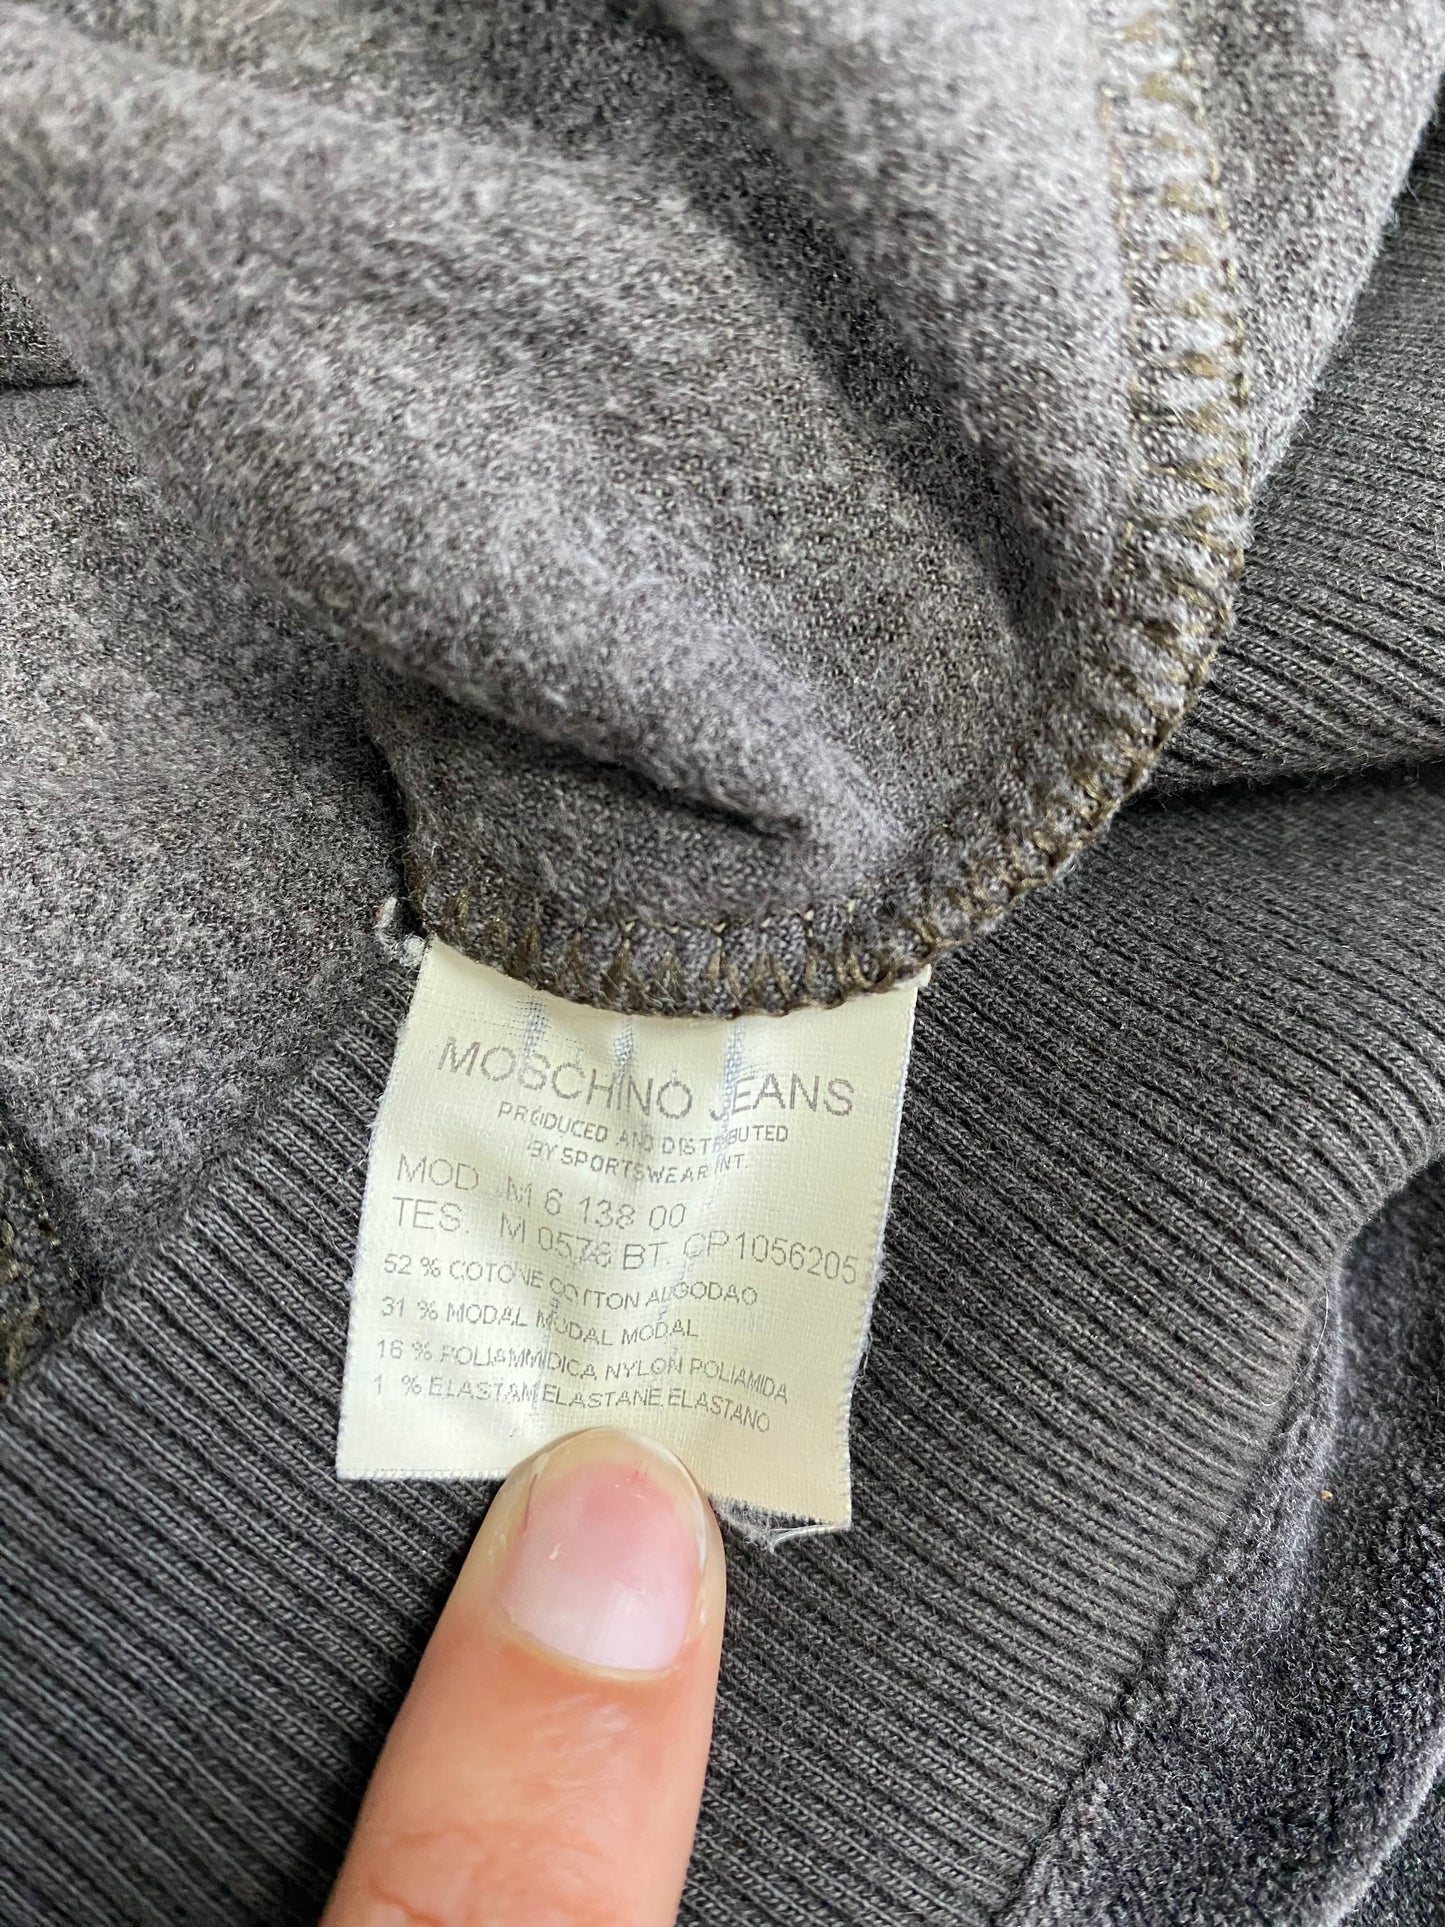 MOSCHINO JEANS
PRODUCED AND DISTRIBUTED
BY SPORTSWEAR INT.
MOD M 6 138 00
TES. M 0576 BT. CP1056205
52 % COTONE COTTON ALGODAO
31 % MODAL MODAL MODAL
16 % POLIAMMIDICA NYLON POLIAMIDA
1 % ELASTAM ELASTANE ELASTANO